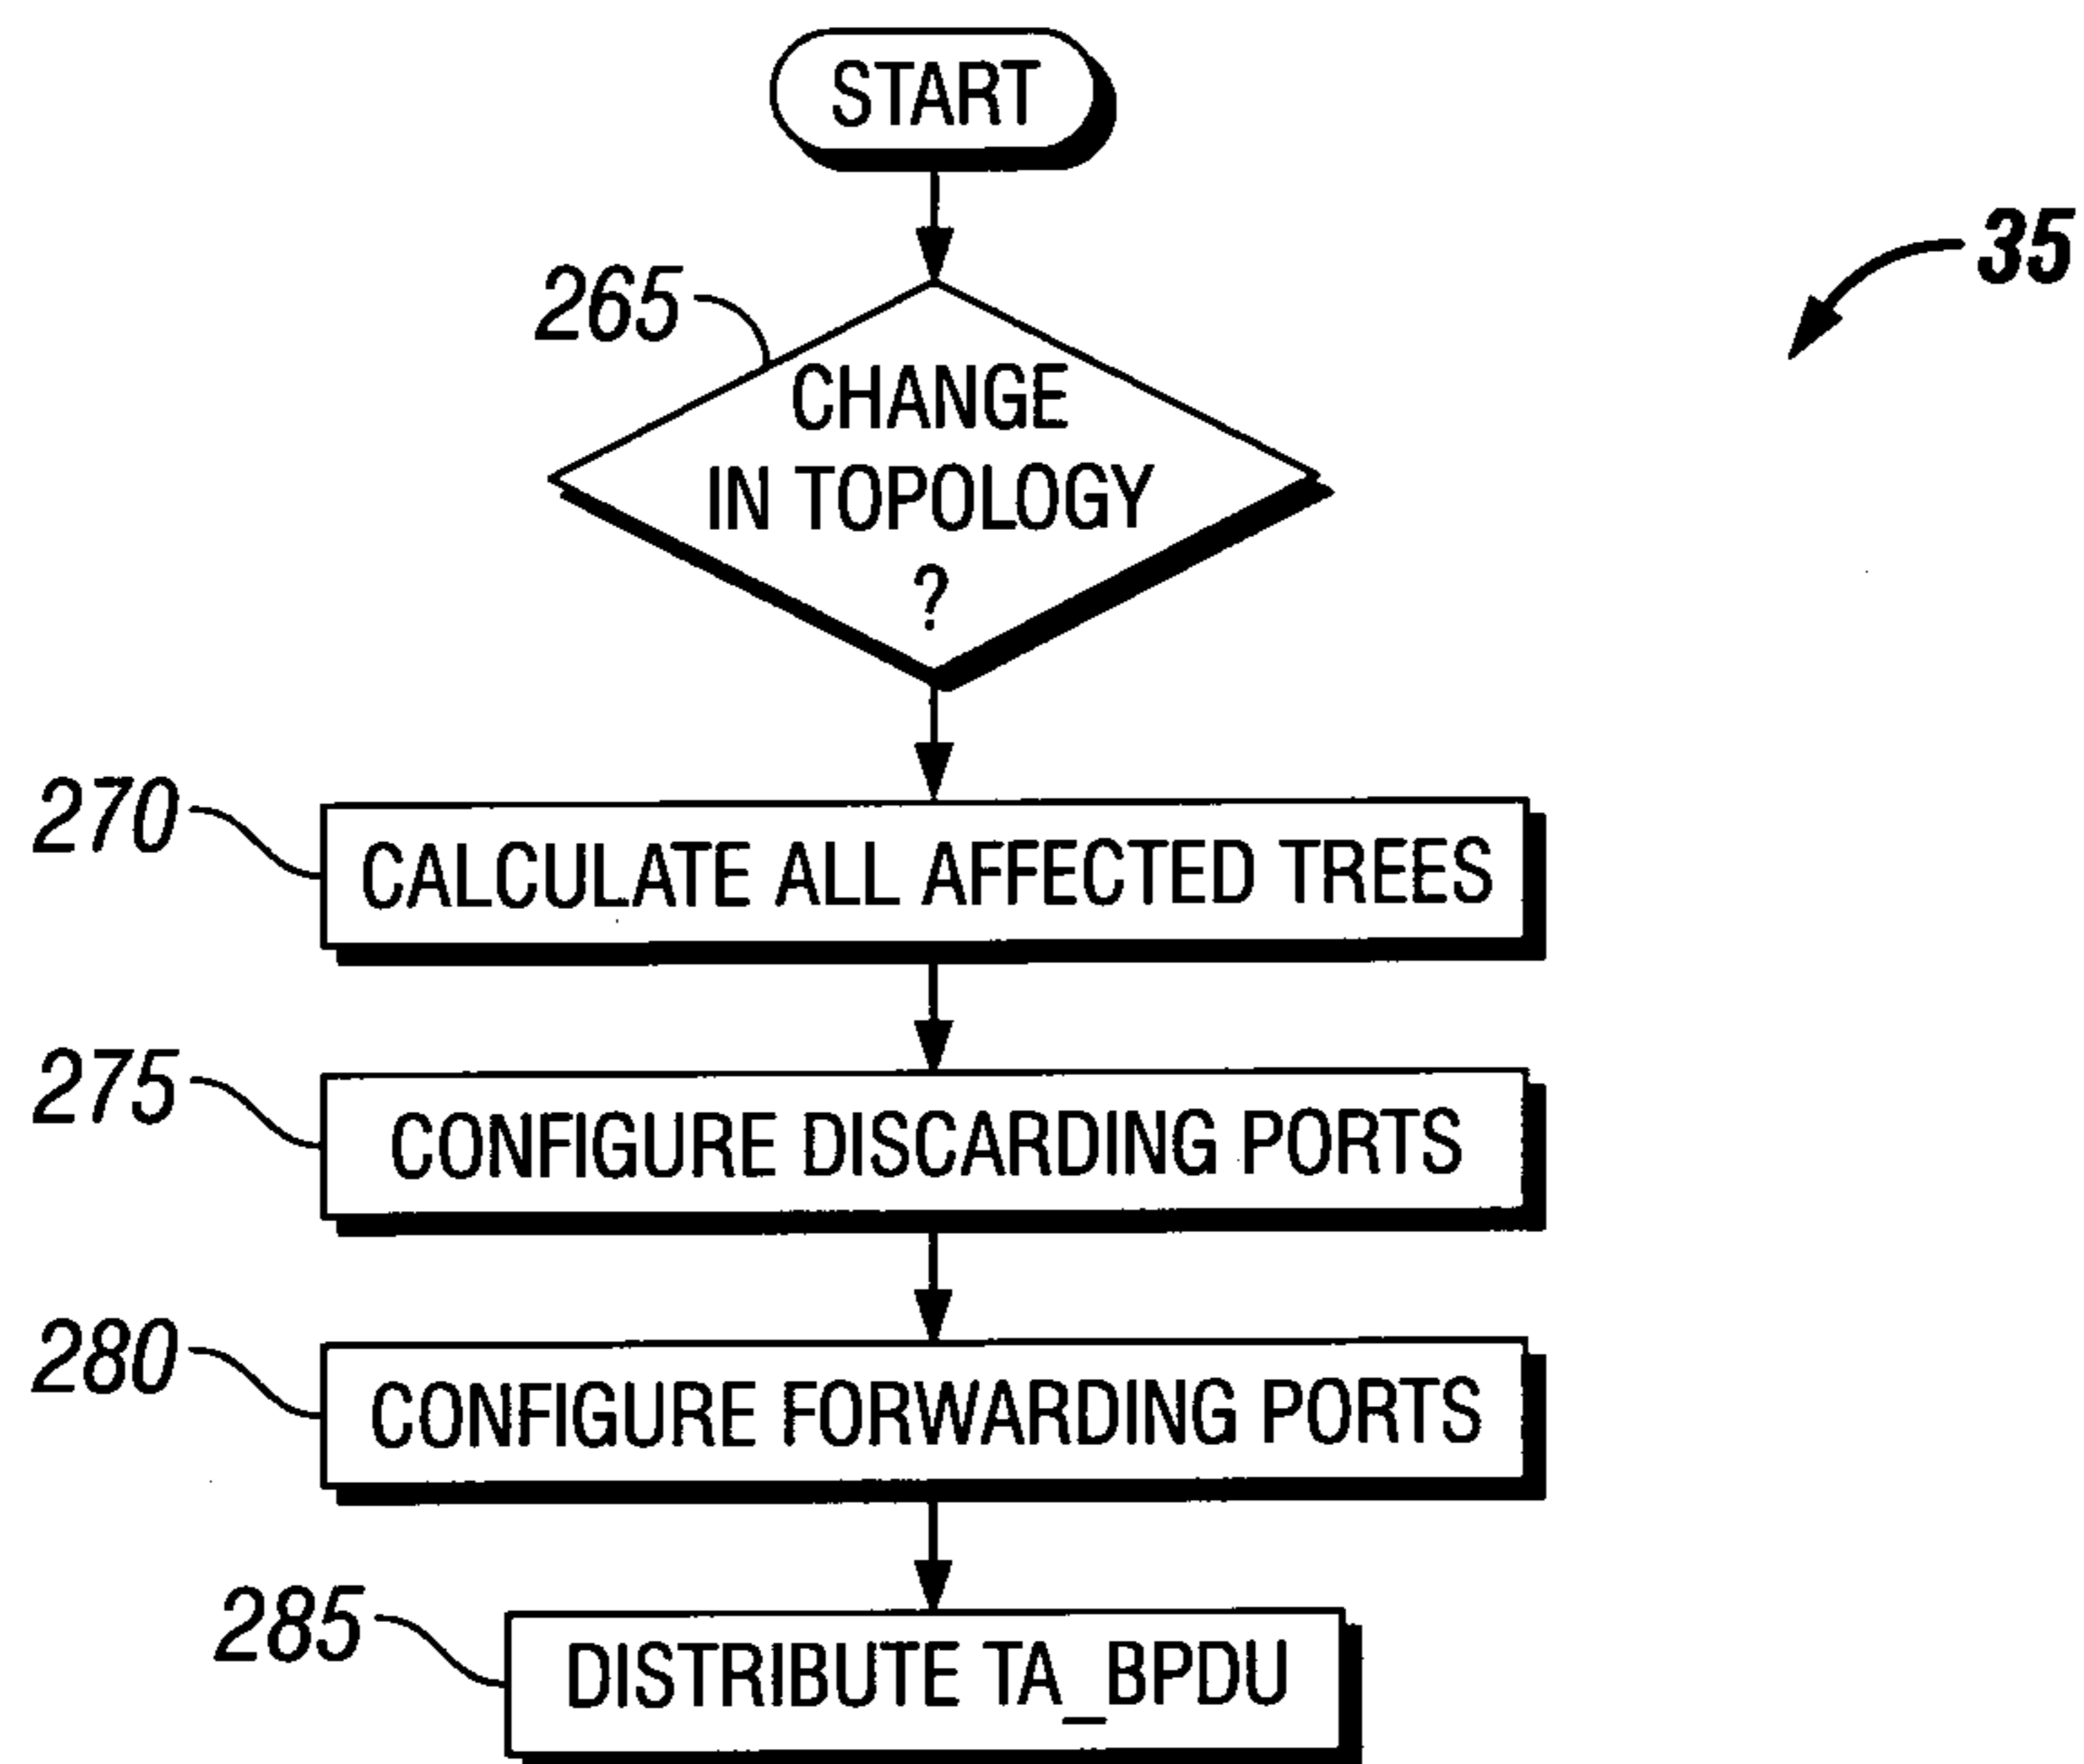 START
35
265
CHANGE
IN TOPOLOGY
?
270
CALCULATE ALL AFFECTED TREES
275
CONFIGURE DISCARDING PORTS
280
CONFIGURE FORWARDING PORTS
285
DISTRIBUTE TA_BPDU